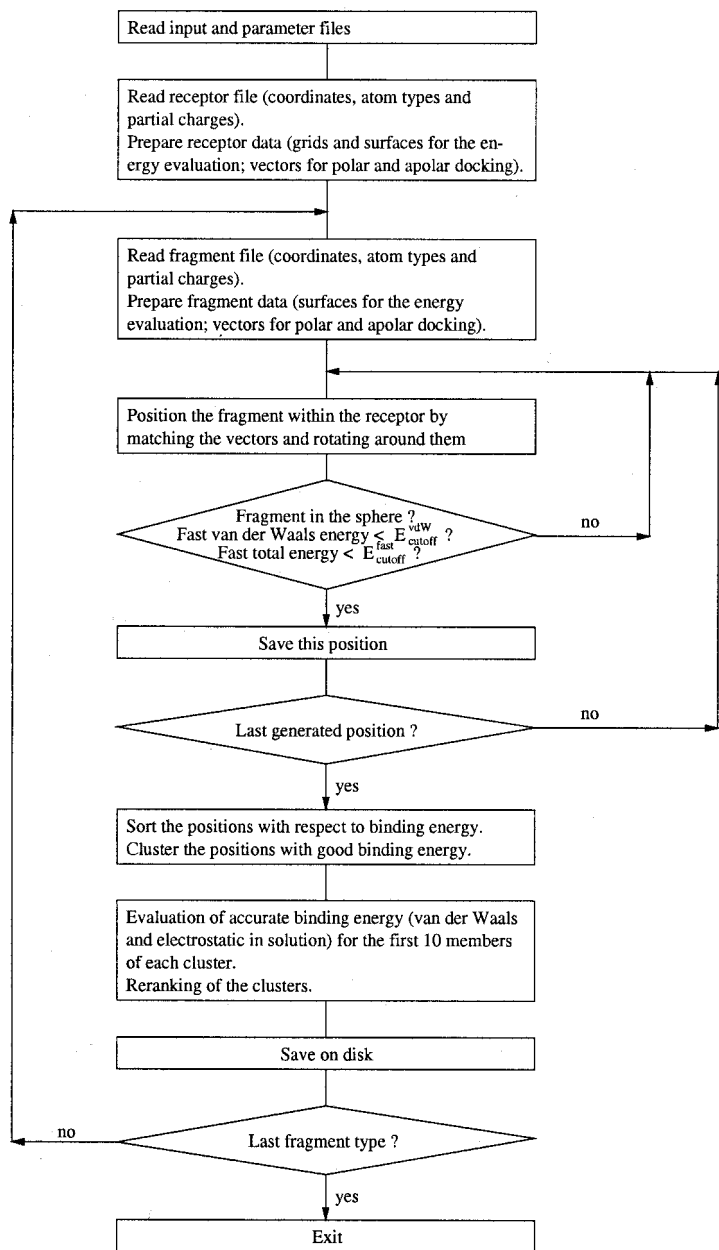 Read input and parameter files
Read receptor file (coordinates, atom types and
partial charges).
Prepare receptor data (grids and surfaces for the en-
ergy evaluation; vectors for polar and apolar docking).
Read fragment file (coordinates, atom types and
partial charges).
Prepare fragment data (surfaces for the energy
evaluation; vectors for polar and apolar docking).
Position the fragment within the receptor by
matching the vectors and rotating around them
Fragment in the sphere ?
Fast van der Waals energy < E^vdW_cutoff ?
Fast total energy < E^fast_cutoff ?
no
yes
Save this position
Last generated position ?
no
yes
Sort the positions with respect to binding energy.
Cluster the positions with good binding energy.
Evaluation of accurate binding energy (van der Waals
and electrostatic in solution) for the first 10 members
of each cluster.
Reranking of the clusters.
Save on disk
no
Last fragment type ?
yes
Exit